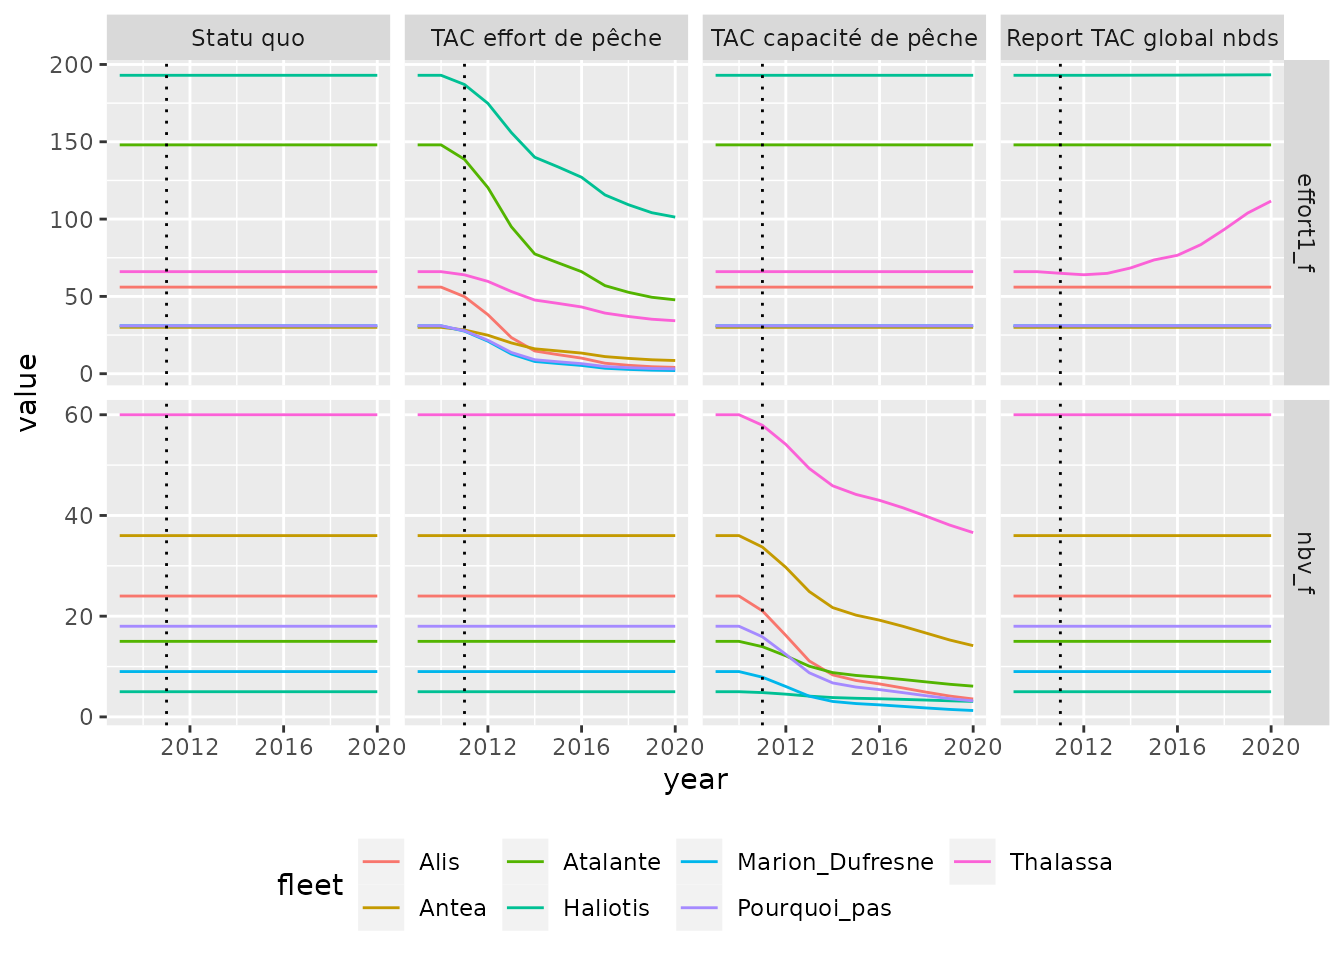 Statu quo
TAC effort de pêche
TAC capacité de pêche
Report TAC global nbds
200
150
100
50
0
effort1_f
value
60
40
20
0
nbv_f
2012 2016 2020
2012 2016 2020
2012 2016 2020
2012 2016 2020
year
fleet
Alis
Atalante
Marion_Dufresne
Thalassa
Antea
Haliotis
Pourquoi_pas